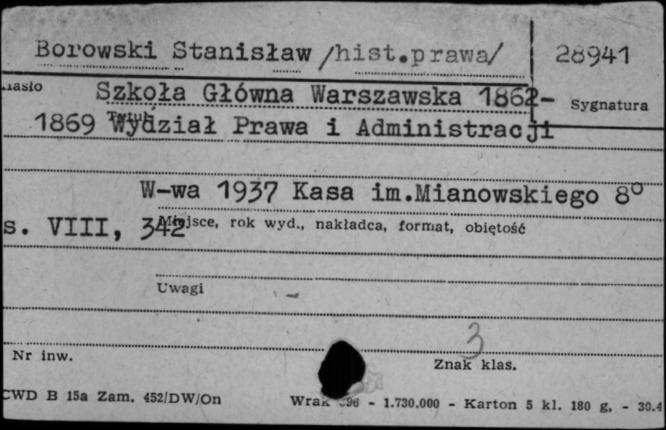 Borowski Stanisław /hist.prawa/ 28941
Szkoła Główna Warszawska 1862-
Sygnatura
1869 Wydział Prawa i Administracji
W-wa 1937 Kasa im.Mianowskiego 8°
s. VIII, 342
Miejsce, rok wyd., nakładca, format, objętość
Uwagi
3
Nr inw. Znak klas.
CWD B 15a Zam. 452/DW/On - 1.730.000 - Karton 5 kl. 180 g. - 30.4